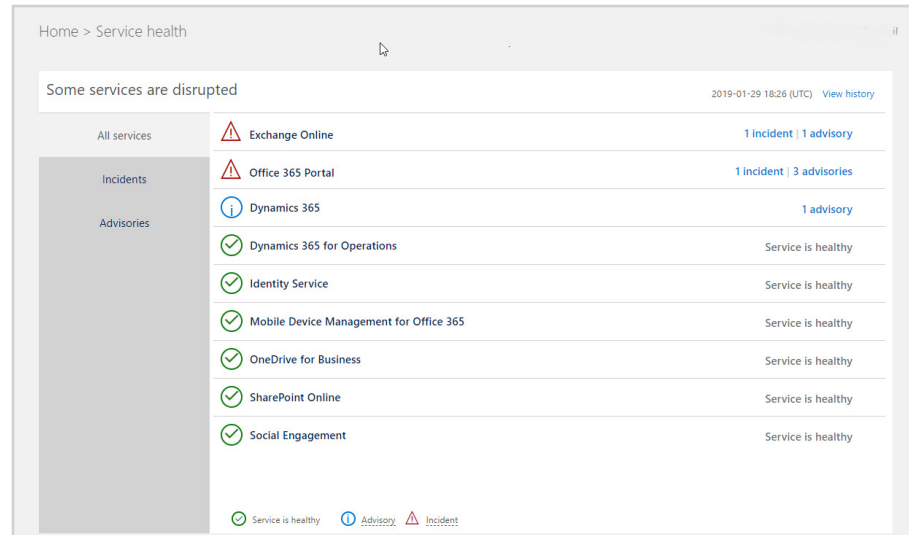 Home > Service health
Some services are disrupted
2019-01-29 18:26 (UTC) View history
All services
Incidents
Advisories
Exchange Online 1 incident | 1 advisory
Office 365 Portal 1 incident | 3 advisories
Dynamics 365 1 advisory
Dynamics 365 for Operations Service is healthy
Identity Service Service is healthy
Mobile Device Management for Office 365 Service is healthy
OneDrive for Business Service is healthy
SharePoint Online Service is healthy
Social Engagement Service is healthy
Service is healthy Advisory Incident